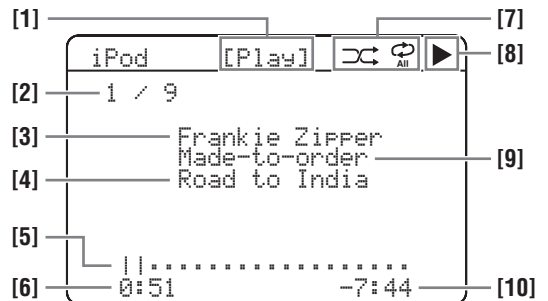 [1] [7]
iPod [Play] All [8]
[2] 1 / 9
[3] Frankie Zipper
Made-to-order [9]
[4] Road to India
[5]
[6] 0:51 -7:44 [10]